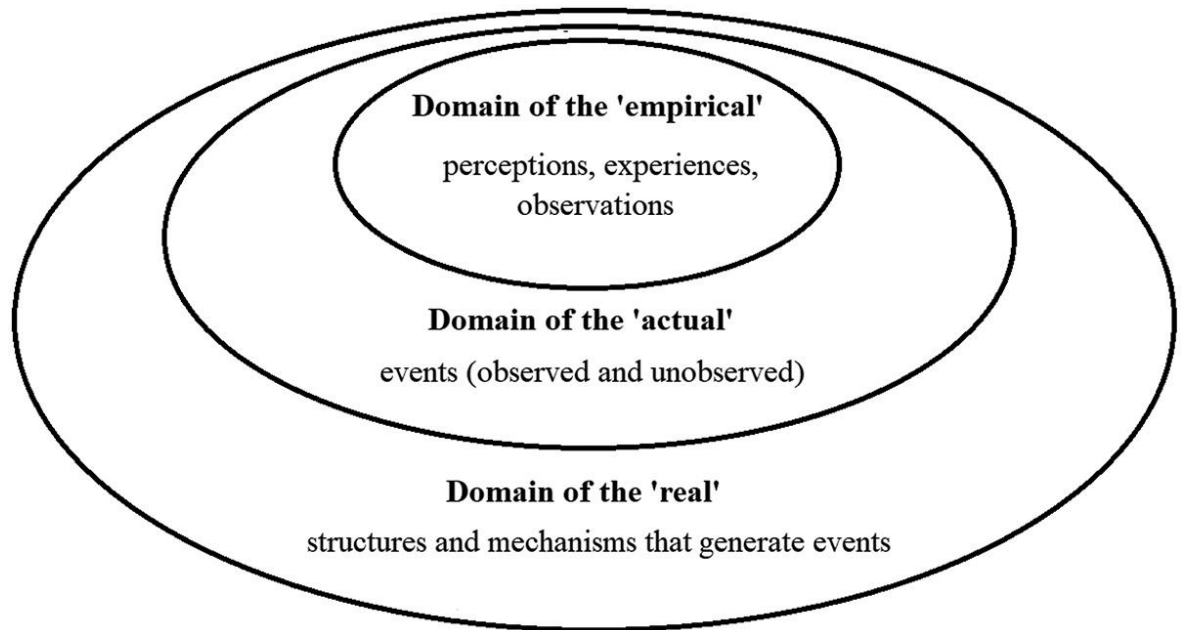 Domain of the 'empirical'
perceptions, experiences,
observations
Domain of the 'actual'
events (observed and unobserved)
Domain of the 'real'
structures and mechanisms that generate events